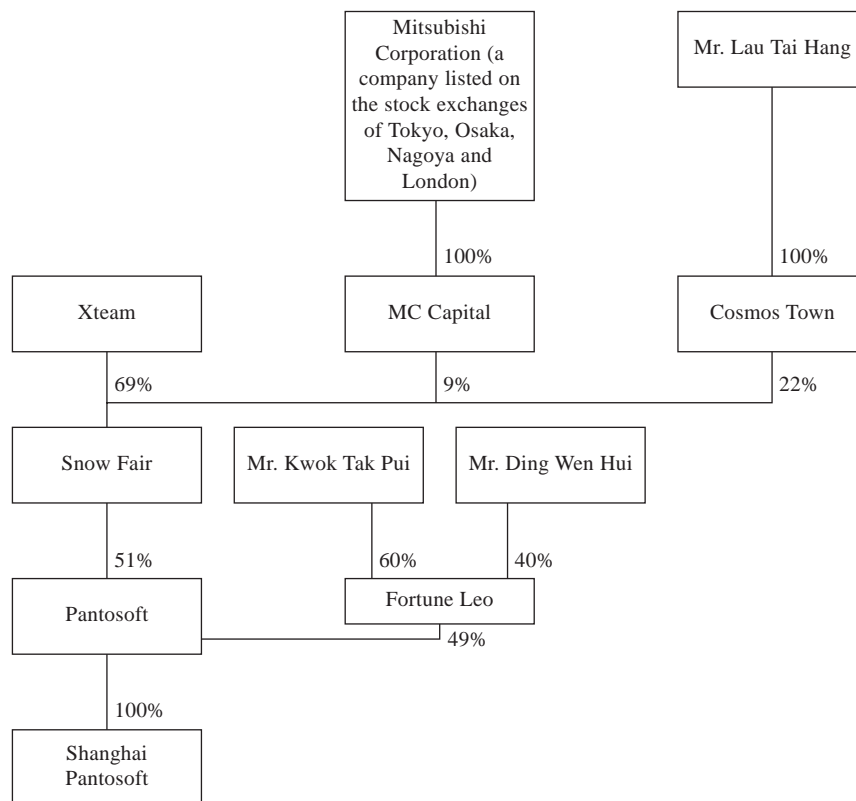 Mitsubishi
Corporation (a
company listed on
the stock exchanges
of Tokyo, Osaka,
Nagoya and
London)
Mr. Lau Tai Hang
100%
100%
Xteam
MC Capital
Cosmos Town
69%
9%
22%
Snow Fair
Mr. Kwok Tak Pui
Mr. Ding Wen Hui
51%
60%
40%
Pantosoft
Fortune Leo
49%
100%
Shanghai
Pantosoft